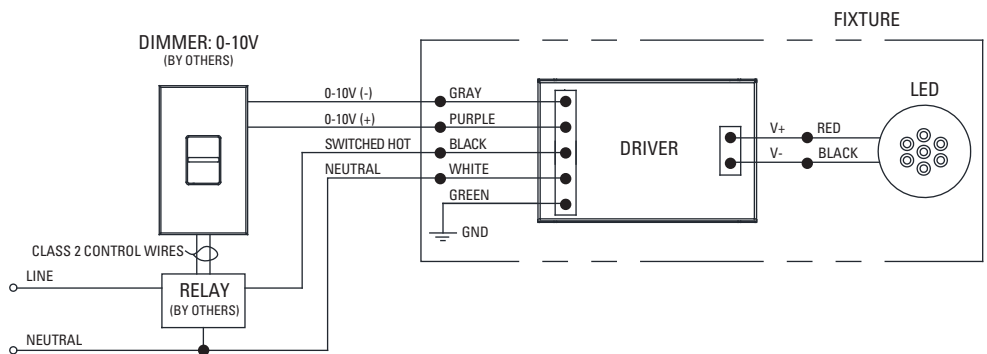 FIXTURE
DIMMER: 0-10V
(BY OTHERS)
0-10V (-)
GRAY
0-10V (+)
PURPLE
SWITCHED HOT
BLACK
NEUTRAL
WHITE
GREEN
GND
DRIVER
V+
RED
V-
BLACK
LED
CLASS 2 CONTROL WIRES
LINE
RELAY
(BY OTHERS)
NEUTRAL